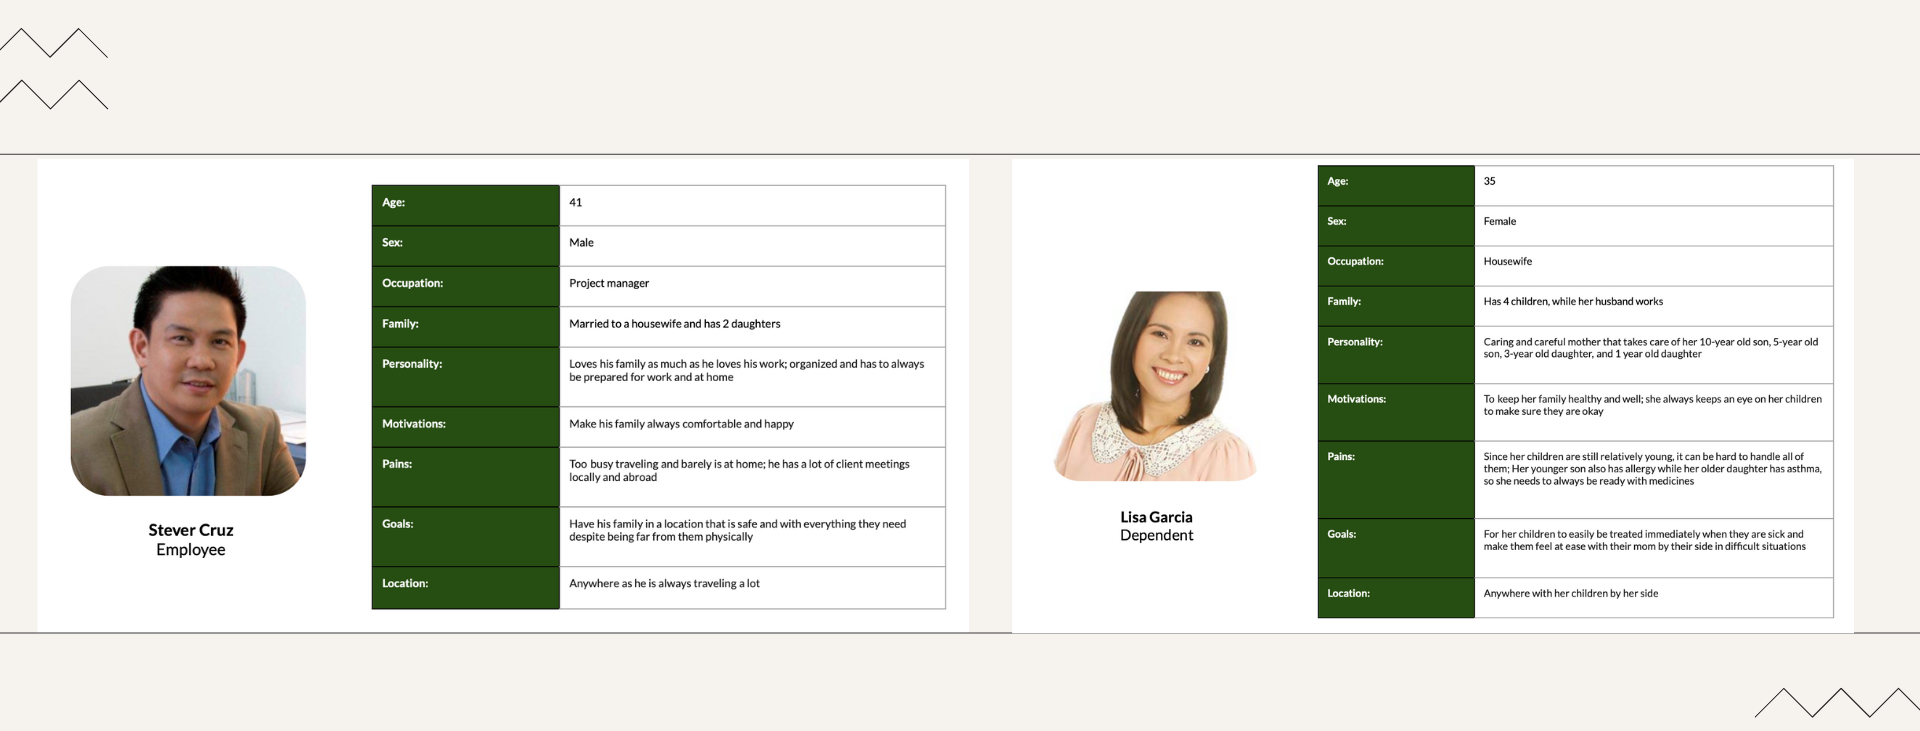 Stever Cruz
Employee
Age:
41
Sex:
Male
Occupation:
Project manager
Family:
Married to a housewife and has 2 daughters
Personality:
Loves his family as much as he loves his work; organized and has to always
be prepared for work and at home
Motivations:
Make his family always comfortable and happy
Pains:
Too busy traveling and barely is at home; he has a lot of client meetings
locally and abroad
Goals:
Have his family in a location that is safe and with everything they need
despite being far from them physically
Location:
Anywhere as he is always traveling a lot
Lisa Garcia
Dependent
Age:
35
Sex:
Female
Occupation:
Housewife
Family:
Has 4 children, while her husband works
Personality:
Caring and careful mother that takes care of her 10-year old son, 5-year old
son, 3-year old daughter, and 1 year old daughter
Motivations:
To keep her family healthy and well; she always keeps an eye on her children
to make sure they are okay
Pains:
Since her children are still relatively young, it can be hard to handle all of
them; Her younger son also has allergy while her older daughter has asthma,
so she needs to always be ready with medicines
Goals:
For her children to easily be treated immediately when they are sick and
make them feel at ease with their mom by their side in difficult situations
Location:
Anywhere with her children by her side